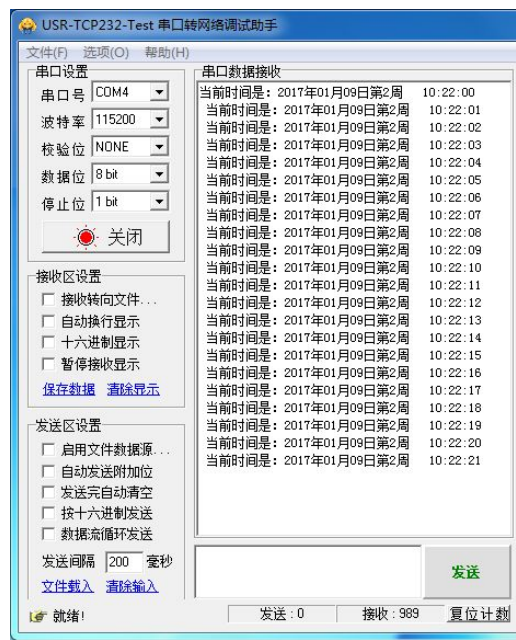 USR-TCP232-Test 串口转网络调试助手
文件(F) 选项(O) 帮助(H)
串口设置
串口号 COM4
波特率 115200
校验位 NONE
数据位 8 bit
停止位 1 bit
关闭
接收区设置
接收转向文件...
自动换行显示
十六进制显示
暂停接收显示
保存数据 清除显示
发送区设置
启用文件数据源...
自动发送附加位
发送完自动清空
按十六进制发送
数据流循环发送
发送间隔 200 毫秒
文件载入 清除输入
串口数据接收
当前时间是：2017年01月09日第2周 10:22:00
当前时间是：2017年01月09日第2周 10:22:01
当前时间是：2017年01月09日第2周 10:22:02
当前时间是：2017年01月09日第2周 10:22:03
当前时间是：2017年01月09日第2周 10:22:04
当前时间是：2017年01月09日第2周 10:22:05
当前时间是：2017年01月09日第2周 10:22:06
当前时间是：2017年01月09日第2周 10:22:07
当前时间是：2017年01月09日第2周 10:22:08
当前时间是：2017年01月09日第2周 10:22:09
当前时间是：2017年01月09日第2周 10:22:10
当前时间是：2017年01月09日第2周 10:22:11
当前时间是：2017年01月09日第2周 10:22:12
当前时间是：2017年01月09日第2周 10:22:13
当前时间是：2017年01月09日第2周 10:22:14
当前时间是：2017年01月09日第2周 10:22:15
当前时间是：2017年01月09日第2周 10:22:16
当前时间是：2017年01月09日第2周 10:22:17
当前时间是：2017年01月09日第2周 10:22:18
当前时间是：2017年01月09日第2周 10:22:19
当前时间是：2017年01月09日第2周 10:22:20
当前时间是：2017年01月09日第2周 10:22:21
发送
就绪! 发送：0 接收：989 复位计数